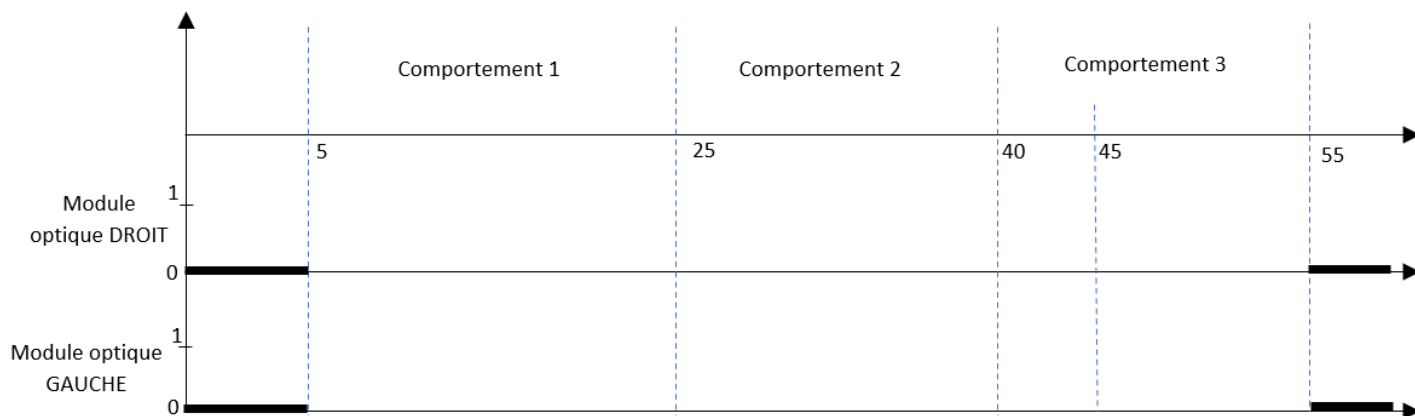 Comportement 1
Comportement 2
Comportement 3
5
25
40
45
55
1
Module
optique DROIT
0
1
Module optique
GAUCHE
0